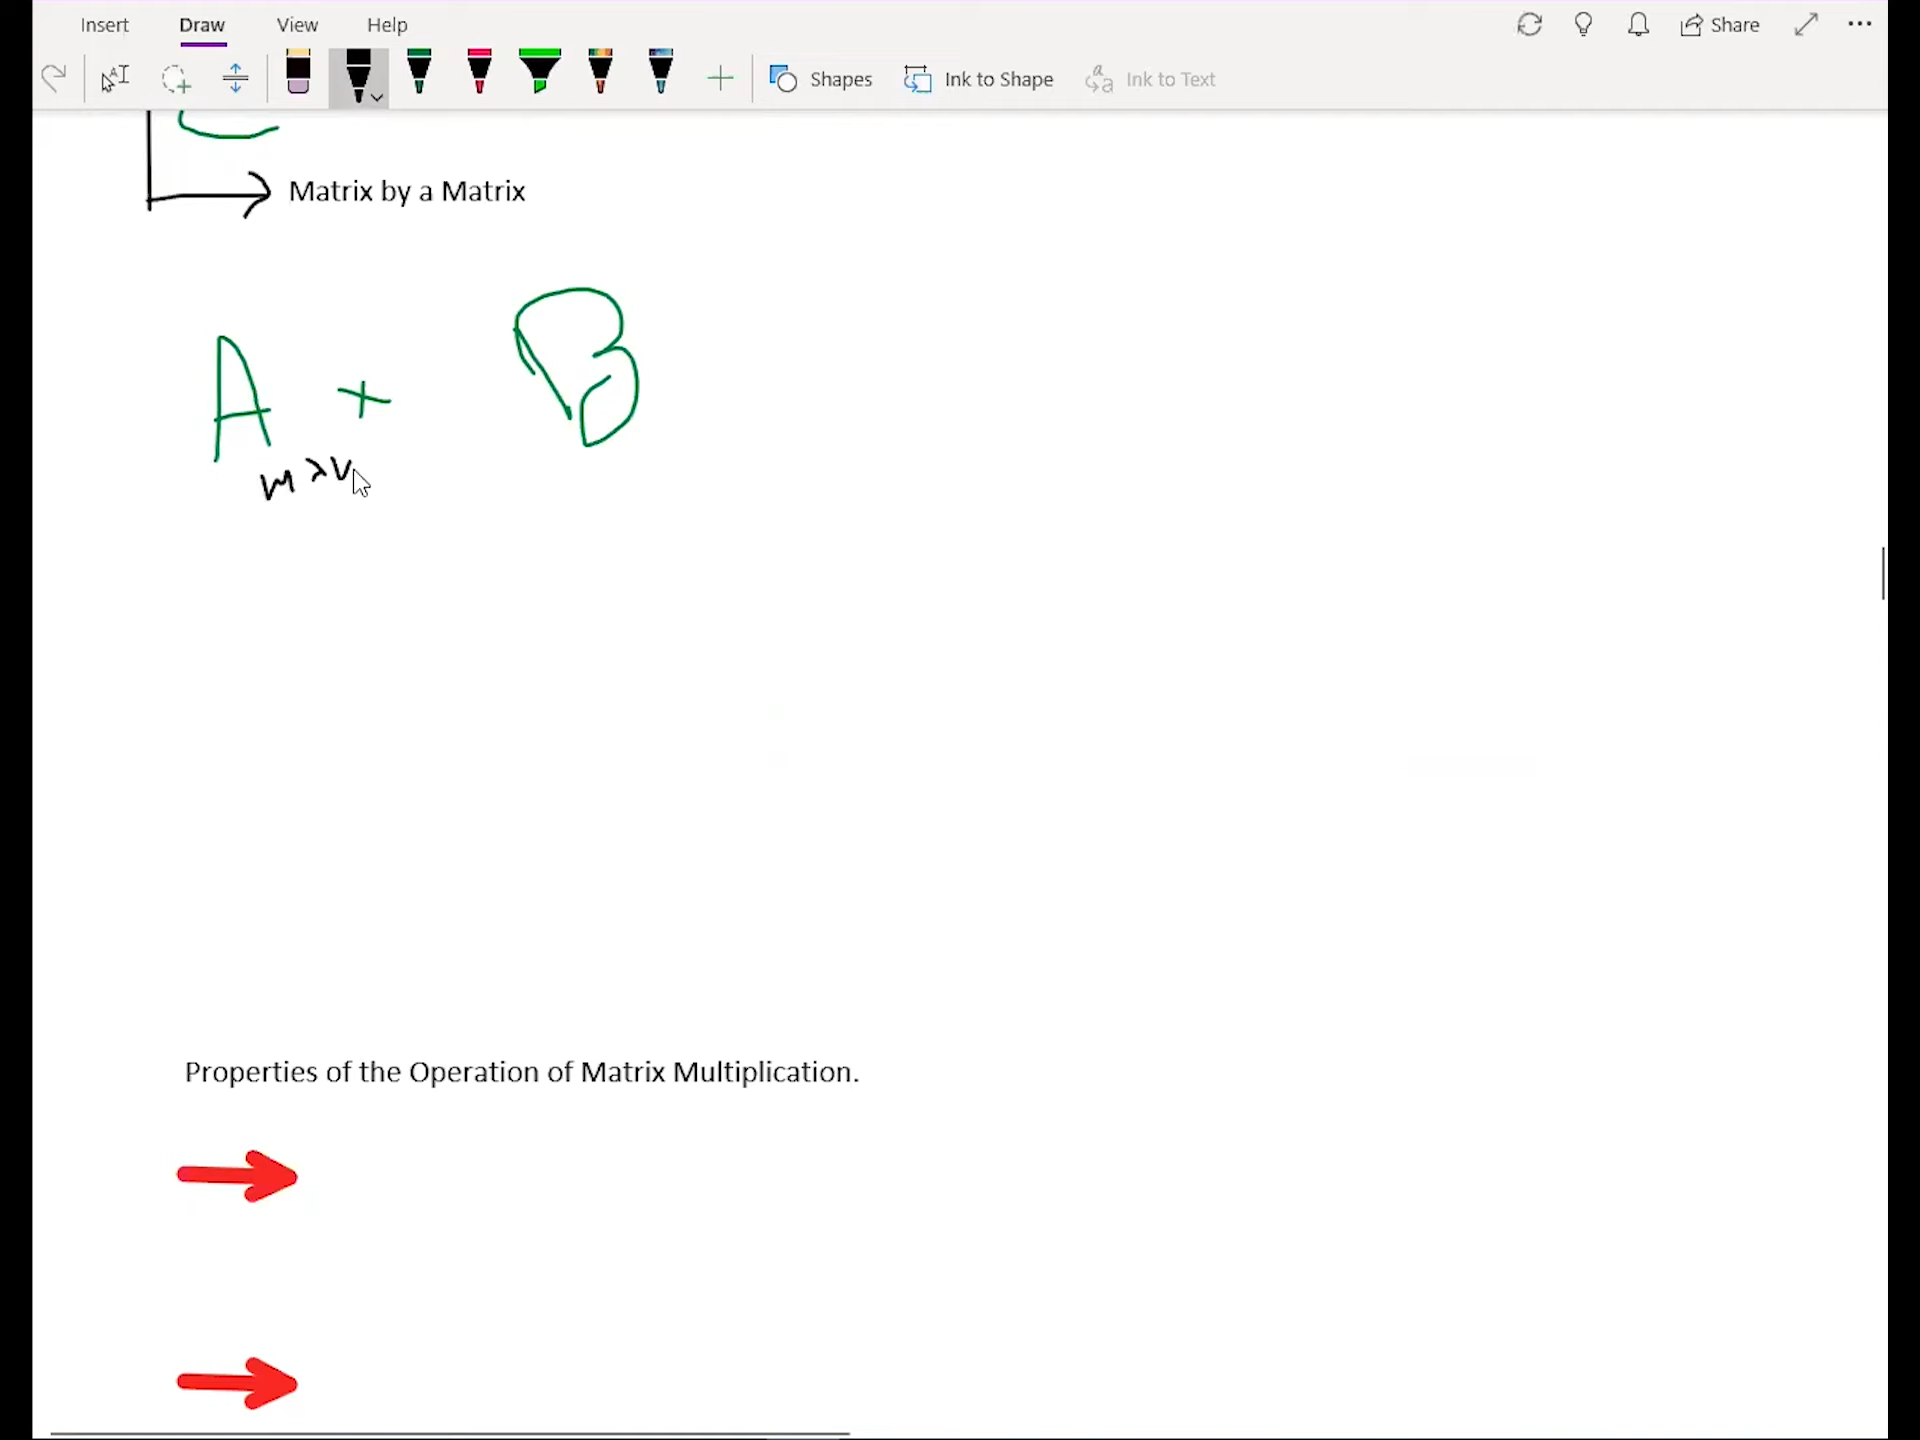 Insert Draw View Help Share
Shapes Ink to Shape Ink to Text
Matrix by a Matrix
A + B
m x
Properties of the Operation of Matrix Multiplication.